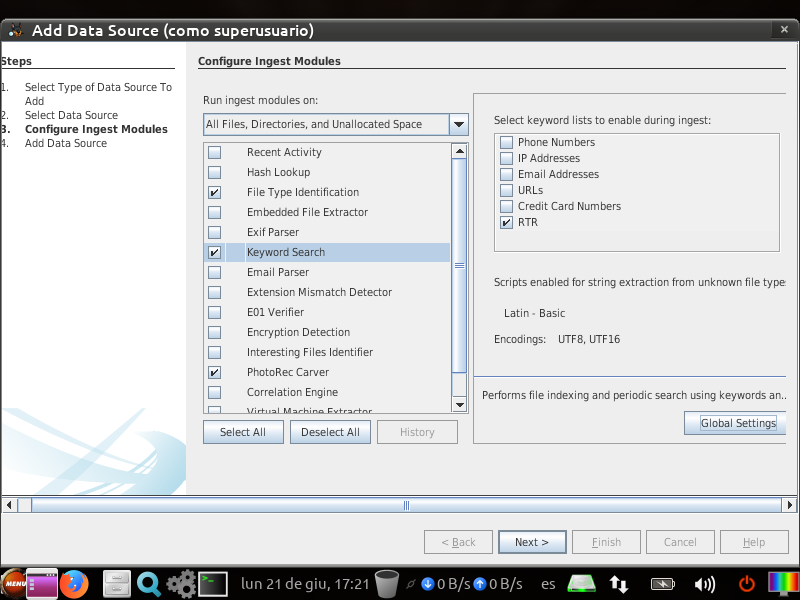 Add Data Source (como superusuario)
Steps
1. Select Type of Data Source To
Add
2. Select Data Source
3. Configure Ingest Modules
4. Add Data Source
Configure Ingest Modules
Run ingest modules on:
All Files, Directories, and Unallocated Space
Recent Activity
Hash Lookup
File Type Identification
Embedded File Extractor
Exif Parser
Keyword Search
Email Parser
Extension Mismatch Detector
E01 Verifier
Encryption Detection
Interesting Files Identifier
PhotoRec Carver
Correlation Engine
Virtual Machine Extractor
Select All Deselect All History
Select keyword lists to enable during ingest:
Phone Numbers
IP Addresses
Email Addresses
URLs
Credit Card Numbers
RTR
Scripts enabled for string extraction from unknown file type
Latin - Basic
Encodings: UTF8, UTF16
Performs file indexing and periodic search using keywords an..
Global Settings
< Back Next > Finish Cancel Help
MENU lun 21 de giu, 17:21 0 B/s 0 B/s es